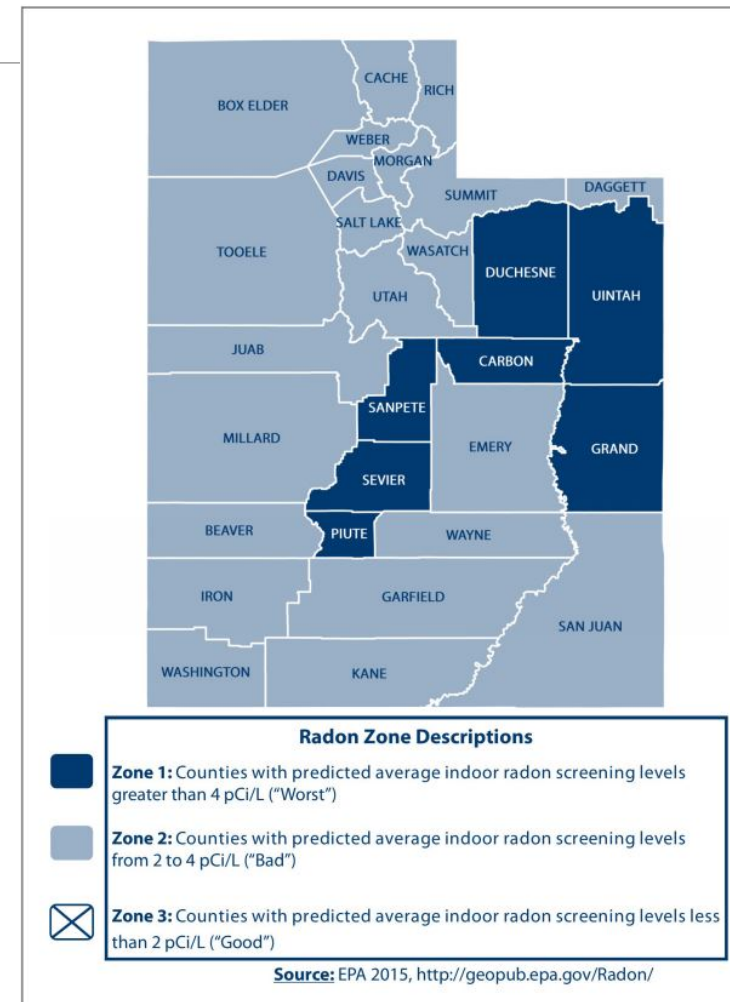 CACHE
RICH
BOX ELDER
WEBER
MORGAN
DAVIS
DAGGETT
SUMMIT
SALT LAKE
WASATCH
TOOELE
DUCHESNE
UINTAH
UTAH
JUAB
CARBON
SANPETE
MILLARD
EMERY
GRAND
SEVIER
BEAVER
PIUTE
WAYNE
IRON
GARFIELD
SAN JUAN
WASHINGTON
KANE
Radon Zone Descriptions
Zone 1: Counties with predicted average indoor radon screening levels
greater than 4 pCi/L (“Worst”)
Zone 2: Counties with predicted average indoor radon screening levels
from 2 to 4 pCi/L (“Bad”)
Zone 3: Counties with predicted average indoor radon screening levels less
than 2 pCi/L (“Good”)
Source: EPA 2015, http://geopub.epa.gov/Radon/